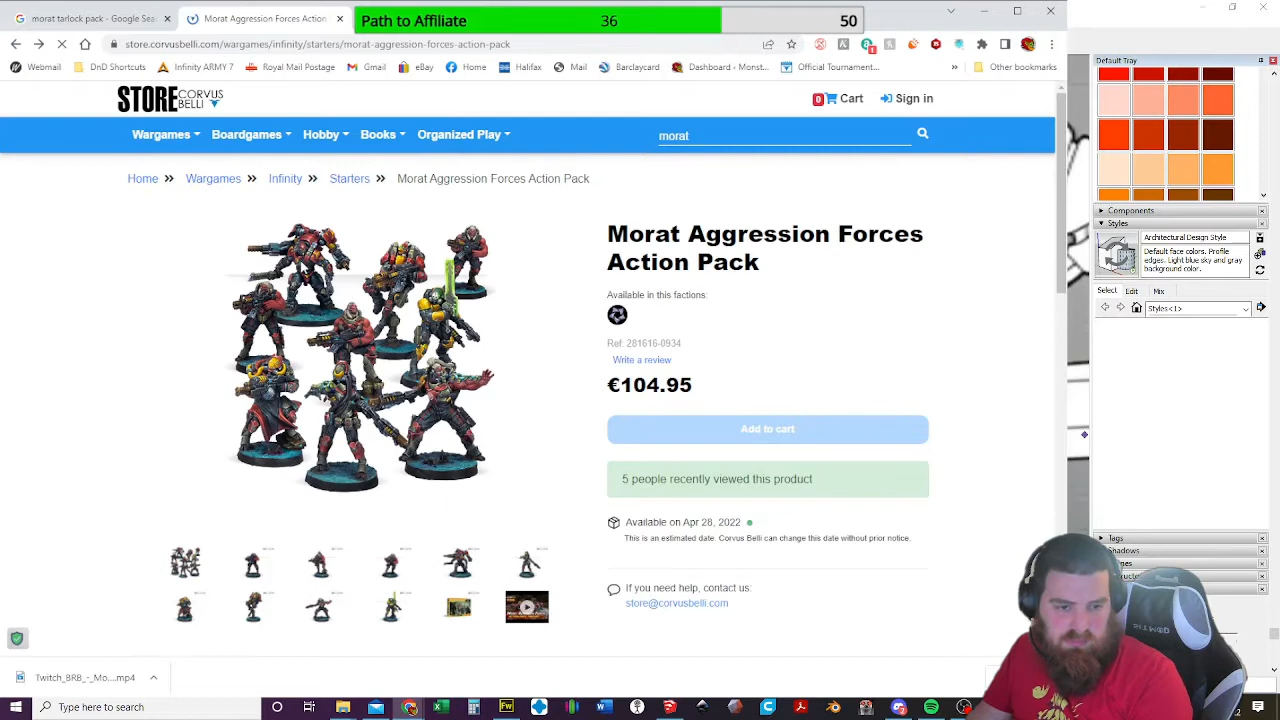 morat tarlock pack - Google Sea
Morat Aggression Forces Action
Path to Affiliate 36 50
store.corvusbelli.com/wargames/infinity/starters/morat-aggression-forces-action-pack
Webmail DnD Shortcuts Infinity ARMY 7 Royal Mail Postage Gmail eBay Home Halifax Mail Barclaycard Dashboard - Monst... Official Tournament... » Other bookmarks
Default Tray
STORE CORVUS BELLI
0 Cart Sign in
Wargames Boardgames Hobby Books Organized Play morat
Home » Wargames » Infinity » Starters » Morat Aggression Forces Action Pack
Components
Styles
Architectural Design Style
Default sky color.Profile
edges. Light blue
background color.
Select Edit Mix
Styles
Morat Aggression Forces
Action Pack
Available in this factions:
Ref: 281616-0934
Write a review
€104.95
Add to cart
5 people recently viewed this product
Available on Apr 28, 2022
This is an estimated date. Corvus Belli can change this date without prior notice.
If you need help, contact us:
store@corvusbelli.com
Tags
Shadows
Twitch_BRB_-_Mo....mp4
here to search